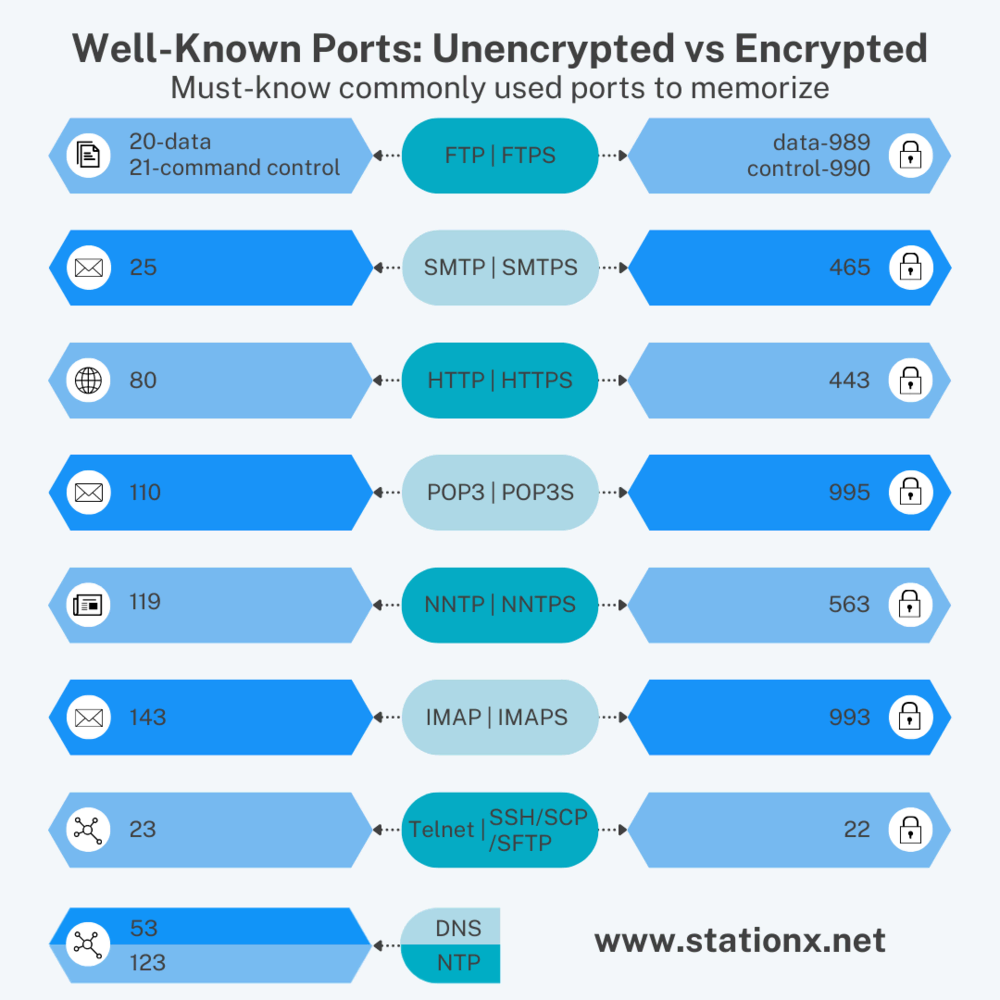 Well-Known Ports: Unencrypted vs Encrypted
Must-know commonly used ports to memorize
20-data
21-command control
FTP | FTPS
data-989
control-990
25
SMTP | SMTPS
465
80
HTTP | HTTPS
443
110
POP3 | POP3S
995
119
NNTP | NNTPS
563
143
IMAP | IMAPS
993
23
Telnet | SSH/SCP
/SFTP
22
53
DNS
123
NTP
www.stationx.net